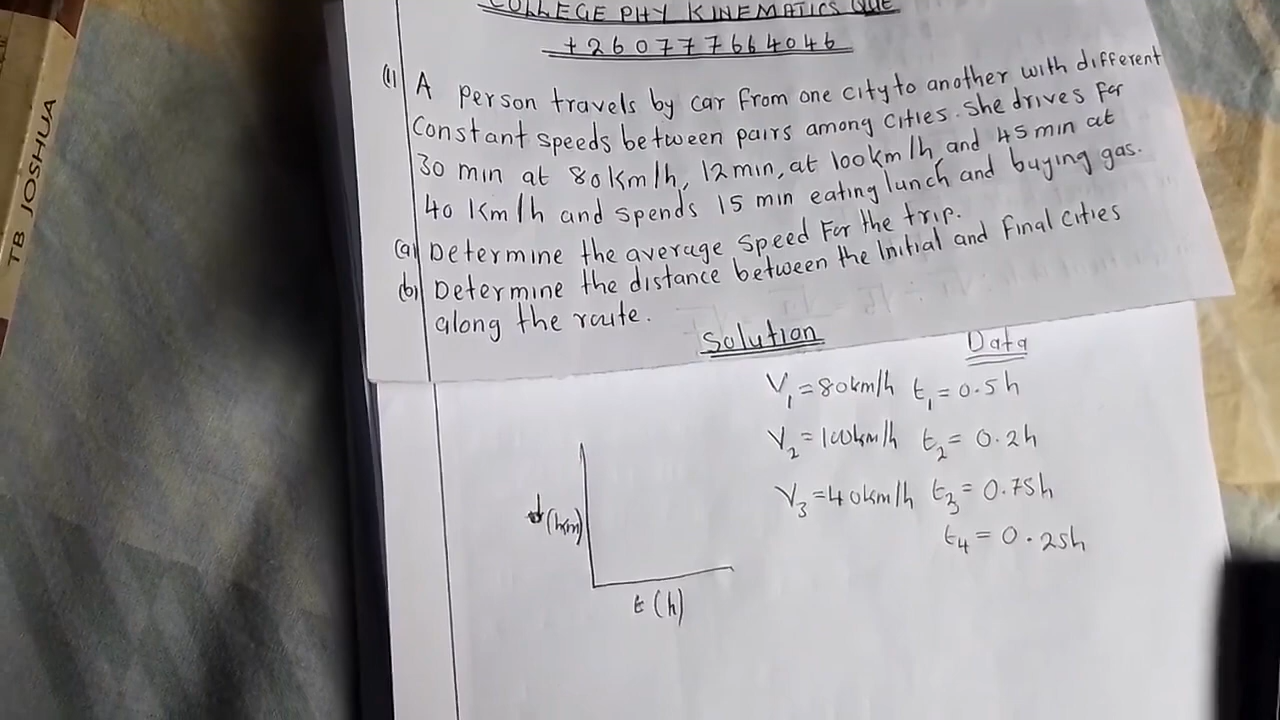 COLLEGE PHY KINEMATICS QUE
+260777664046
(1) A person travels by car from one city to another with different
Constant speeds between pairs among cities. She drives for
30 min at 80km/h, 12min, at 100km/h, and 45min at
40 km/h and spends 15 min eating lunch and buying gas.
(a) Determine the average speed For the trip.
(b) Determine the distance between the Initial and final Cities
along the route.
Solution
Data
V1=80km/h t1=0.5h
V2=100km/h t2=0.2h
V3=40km/h t3=0.75h
t4=0.25h
d(km)
t(h)
TB JOSHUA